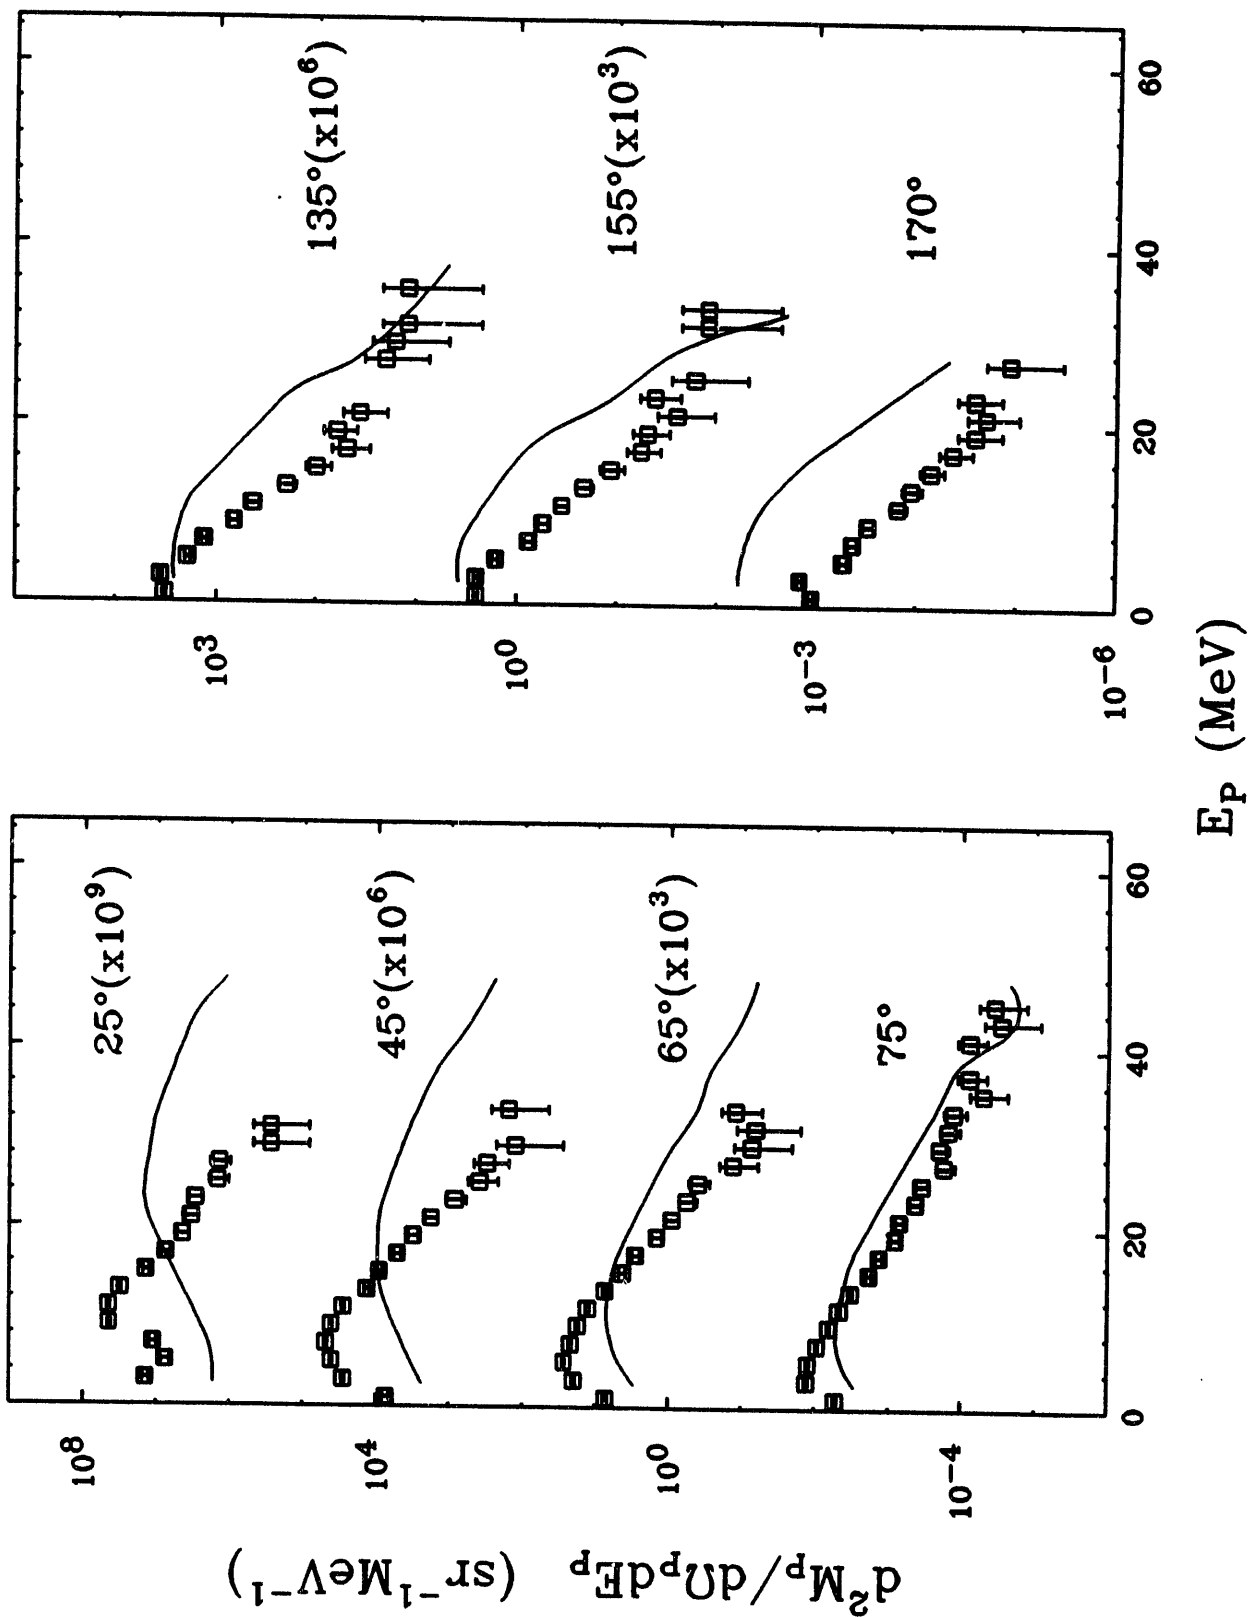 d²M_P/dΩ_PdE_P (sr⁻¹MeV⁻¹)
10⁸
10⁴
10⁰
10⁻⁴
25°(x10⁹)
45°(x10⁶)
65°(x10³)
75°
0 20 40 60
10³
10⁰
10⁻³
10⁻⁶
135°(x10⁶)
155°(x10³)
170°
0 20 40 60
E_P (MeV)